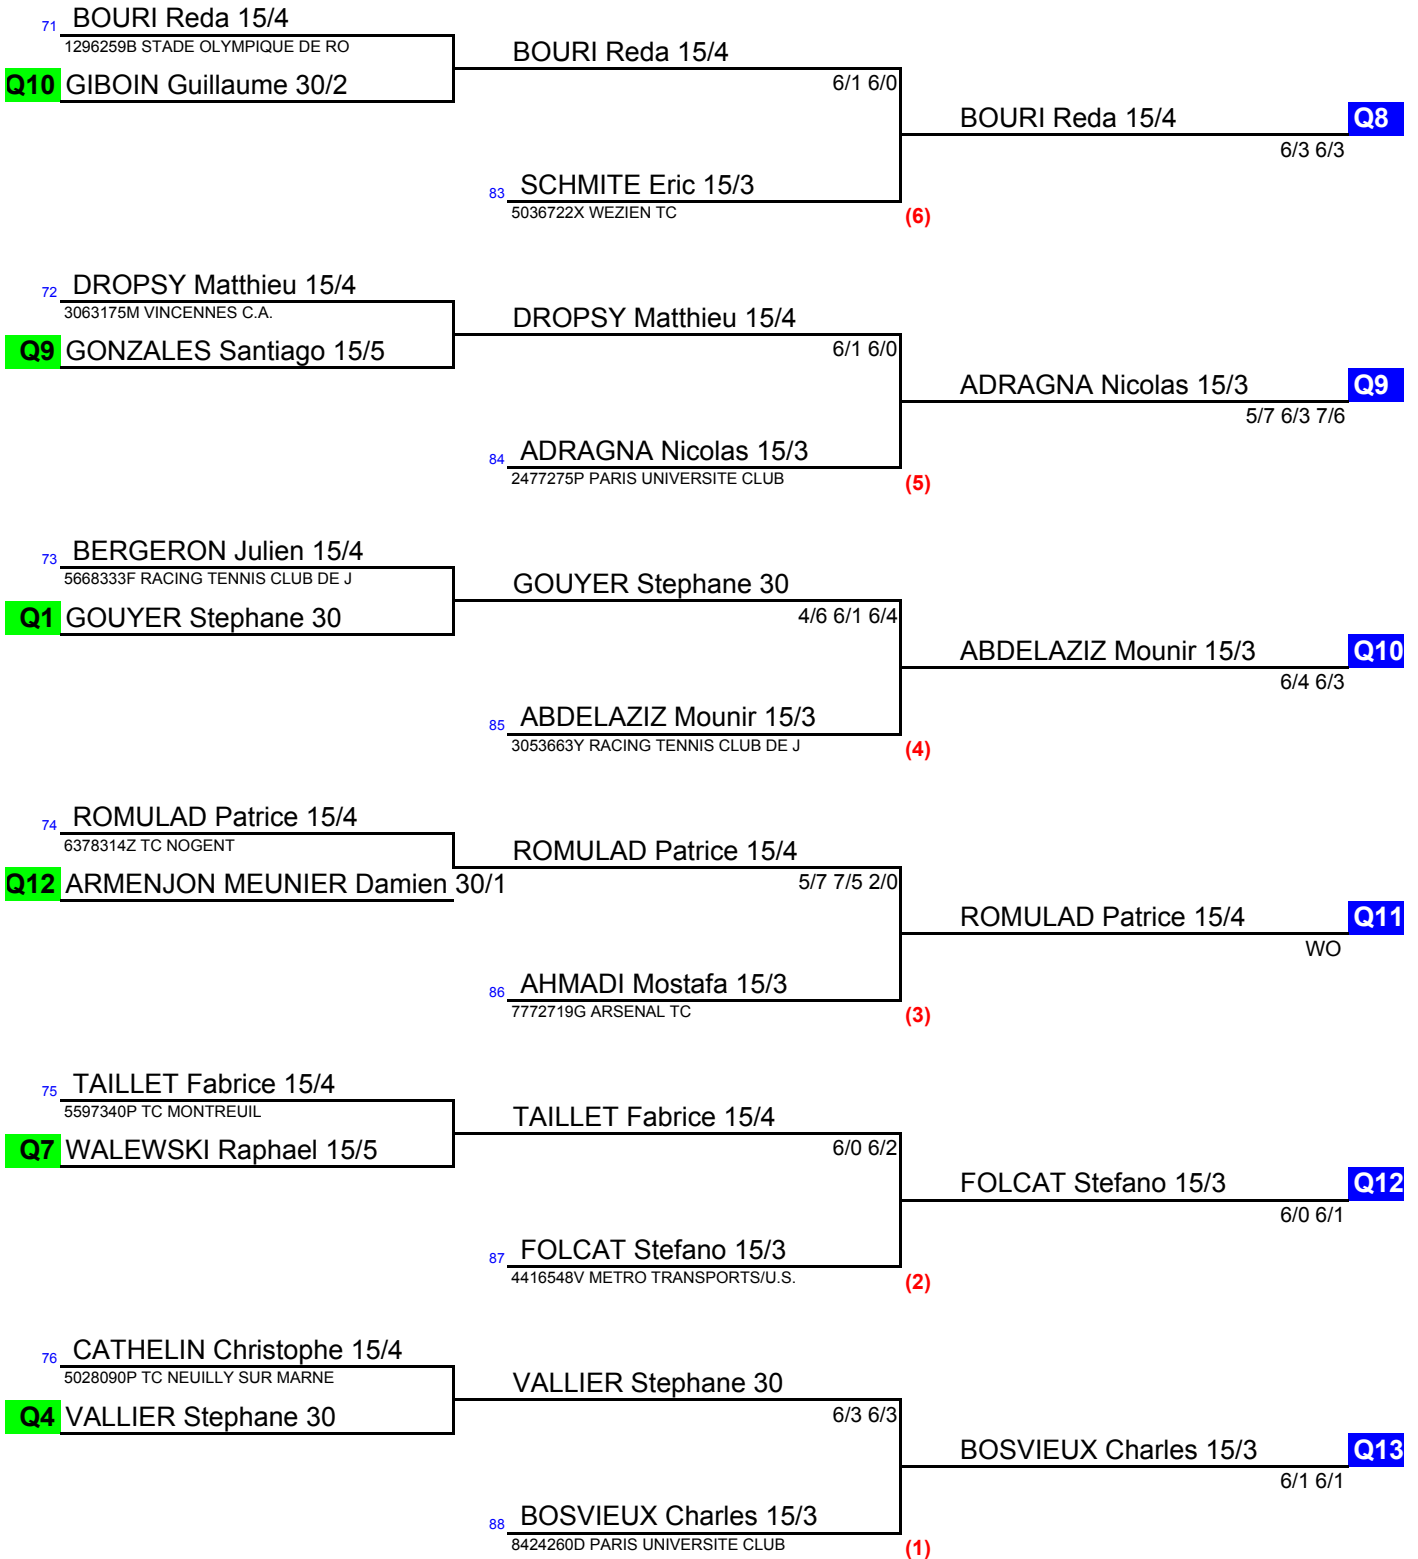 71 BOURI Reda 15/4
1296259B STADE OLYMPIQUE DE RO
Q10 GIBOIN Guillaume 30/2
BOURI Reda 15/4
6/1 6/0
83 SCHMITE Eric 15/3
5036722X WEZIEN TC
(6)
BOURI Reda 15/4 Q8
6/3 6/3
72 DROPSY Matthieu 15/4
3063175M VINCENNES C.A.
Q9 GONZALES Santiago 15/5
DROPSY Matthieu 15/4
6/1 6/0
84 ADRAGNA Nicolas 15/3
2477275P PARIS UNIVERSITE CLUB
(5)
ADRAGNA Nicolas 15/3 Q9
5/7 6/3 7/6
73 BERGERON Julien 15/4
5668333F RACING TENNIS CLUB DE J
Q1 GOUYER Stephane 30
GOUYER Stephane 30
4/6 6/1 6/4
85 ABDELAZIZ Mounir 15/3
3053663Y RACING TENNIS CLUB DE J
(4)
ABDELAZIZ Mounir 15/3 Q10
6/4 6/3
74 ROMULAD Patrice 15/4
6378314Z TC NOGENT
Q12 ARMENJON MEUNIER Damien 30/1
ROMULAD Patrice 15/4
5/7 7/5 2/0
86 AHMADI Mostafa 15/3
7772719G ARSENAL TC
(3)
ROMULAD Patrice 15/4 Q11
WO
75 TAILLET Fabrice 15/4
5597340P TC MONTREUIL
Q7 WALEWSKI Raphael 15/5
TAILLET Fabrice 15/4
6/0 6/2
87 FOLCAT Stefano 15/3
4416548V METRO TRANSPORTS/U.S.
(2)
FOLCAT Stefano 15/3 Q12
6/0 6/1
76 CATHELIN Christophe 15/4
5028090P TC NEUILLY SUR MARNE
Q4 VALLIER Stephane 30
VALLIER Stephane 30
6/3 6/3
88 BOSVIEUX Charles 15/3
8424260D PARIS UNIVERSITE CLUB
(1)
BOSVIEUX Charles 15/3 Q13
6/1 6/1